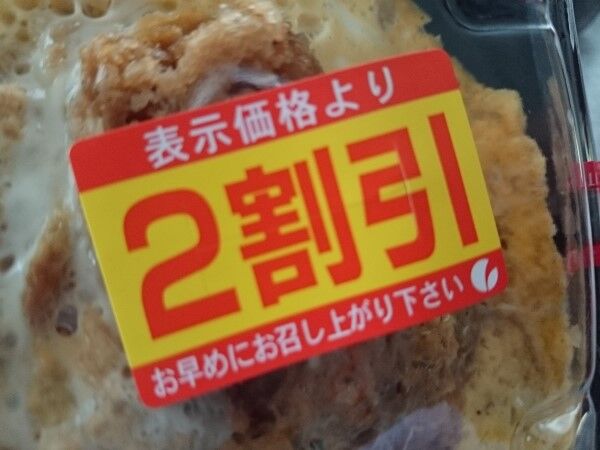 表示価格より
2割引
お早めにお召し上がり下さい